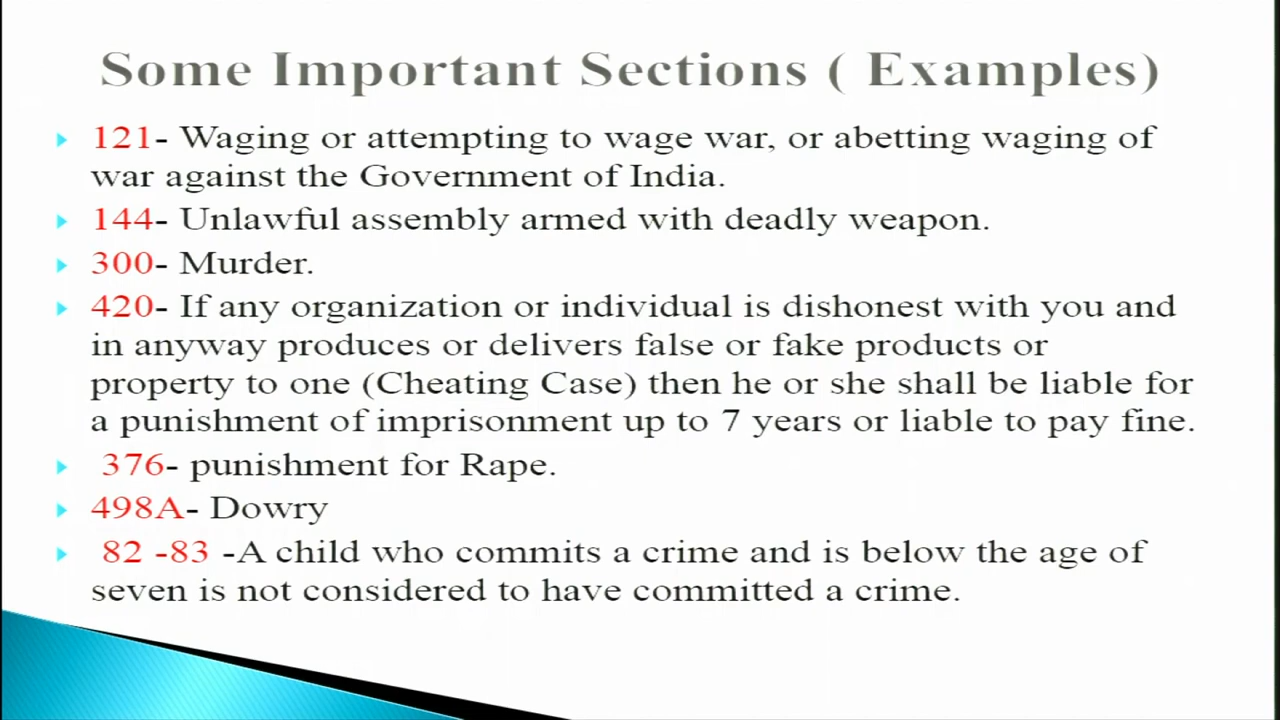 Some Important Sections ( Examples)
121- Waging or attempting to wage war, or abetting waging of
war against the Government of India.
144- Unlawful assembly armed with deadly weapon.
300- Murder.
420- If any organization or individual is dishonest with you and
in anyway produces or delivers false or fake products or
property to one (Cheating Case) then he or she shall be liable for
a punishment of imprisonment up to 7 years or liable to pay fine.
376- punishment for Rape.
498A- Dowry
82 -83 -A child who commits a crime and is below the age of
seven is not considered to have committed a crime.